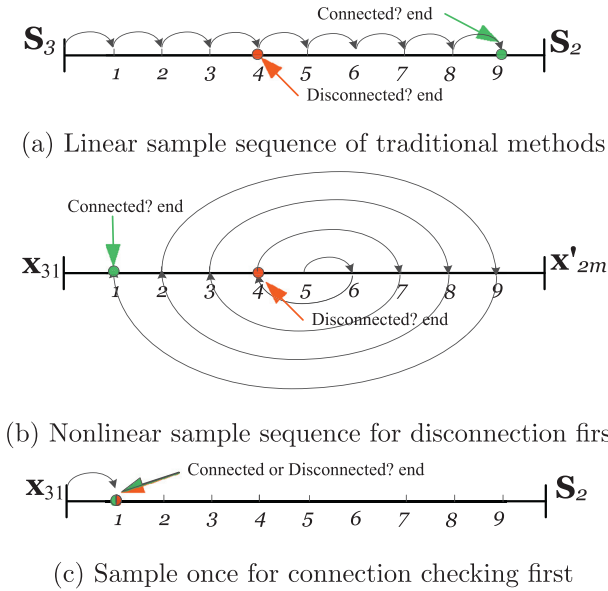 Connected? end
S3 S2
1 2 3 4 5 6 7 8 9
Disconnected? end
(a) Linear sample sequence of traditional methods
Connected? end
x31 x'2m
1 2 3 4 5 6 7 8 9
Disconnected? end
(b) Nonlinear sample sequence for disconnection firs
Connected or Disconnected? end
x31 S2
1 2 3 4 5 6 7 8 9
(c) Sample once for connection checking first